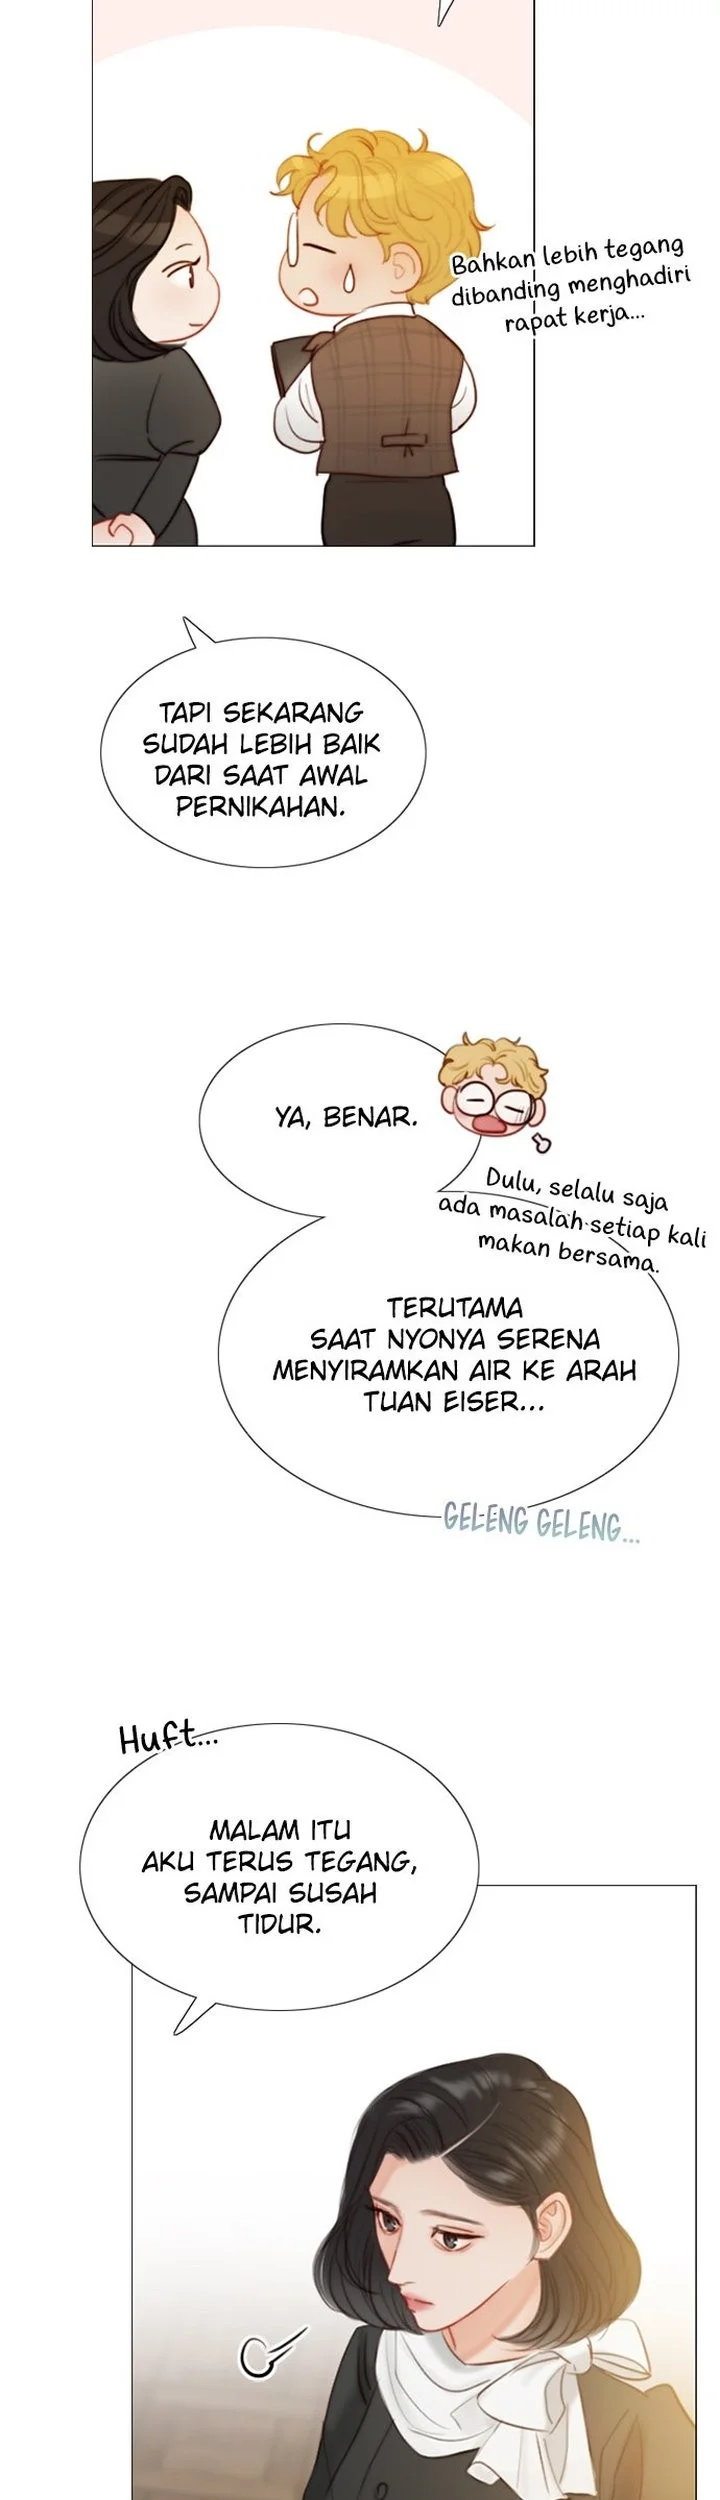 Bahkan lebih tegang
dibanding menghadiri
rapat kerja...
TAPI SEKARANG
SUDAH LEBIH BAIK
DARI SAAT AWAL
PERNIKAHAN.
YA, BENAR.
Dulu, selalu saja
ada masalah setiap kali
makan bersama.
TERUTAMA
SAAT NYONYA SERENA
MENYIRAMKAN AIR KE ARAH
TUAN EISER...
GELENG GELENG...
Huft...
MALAM ITU
AKU TERUS TEGANG,
SAMPAI SUSAH
TIDUR.